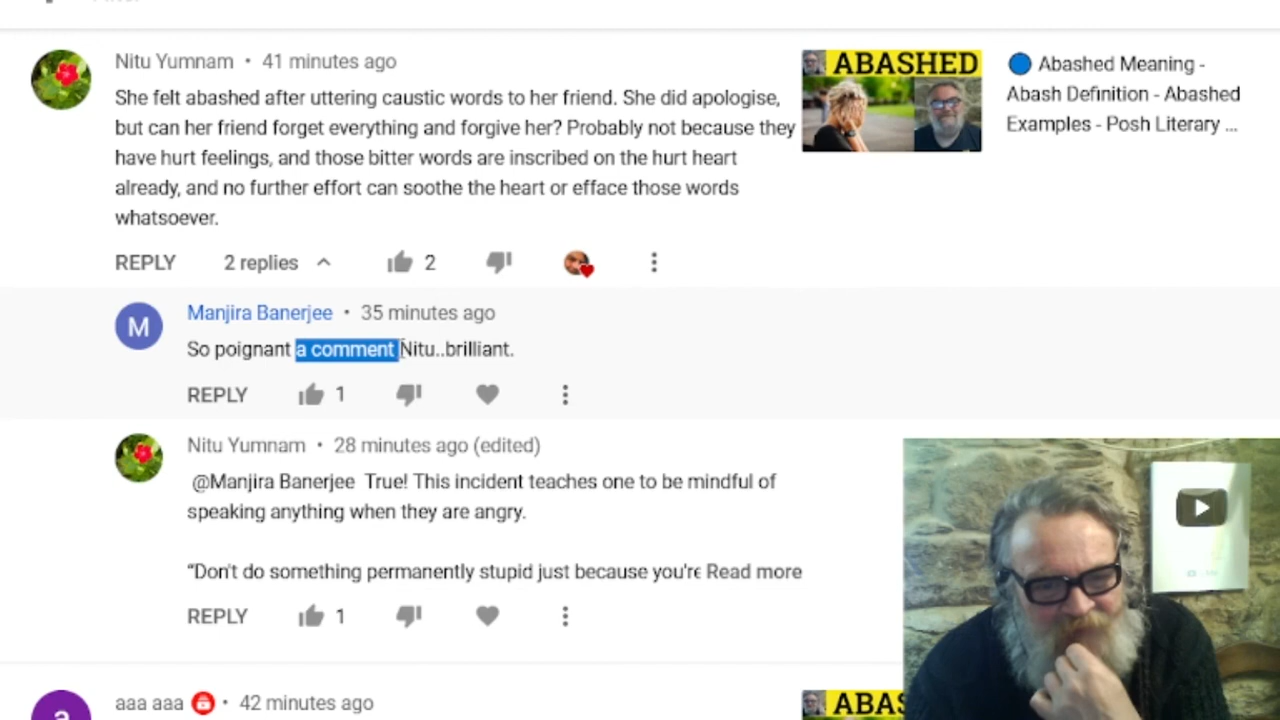 Nitu Yumnam • 41 minutes ago
She felt abashed after uttering caustic words to her friend. She did apologise,
but can her friend forget everything and forgive her? Probably not because they
have hurt feelings, and those bitter words are inscribed on the hurt heart
already, and no further effort can soothe the heart or efface those words
whatsoever.
REPLY 2 replies 2
ABASHED
Abashed Meaning -
Abash Definition - Abashed
Examples - Posh Literary ...
M
Manjira Banerjee • 35 minutes ago
So poignant a comment Nitu..brilliant.
REPLY 1
Nitu Yumnam • 28 minutes ago (edited)
@Manjira Banerjee True! This incident teaches one to be mindful of
speaking anything when they are angry.
“Don't do something permanently stupid just because you're Read more
REPLY 1
a
aaa aaa • 42 minutes ago
ABAS